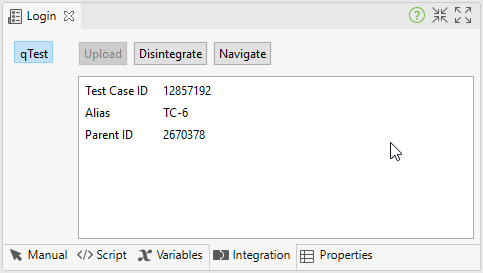 Login
qTest Upload Disintegrate Navigate
Test Case ID 12857192
Alias TC-6
Parent ID 2670378
Manual Script Variables Integration Properties